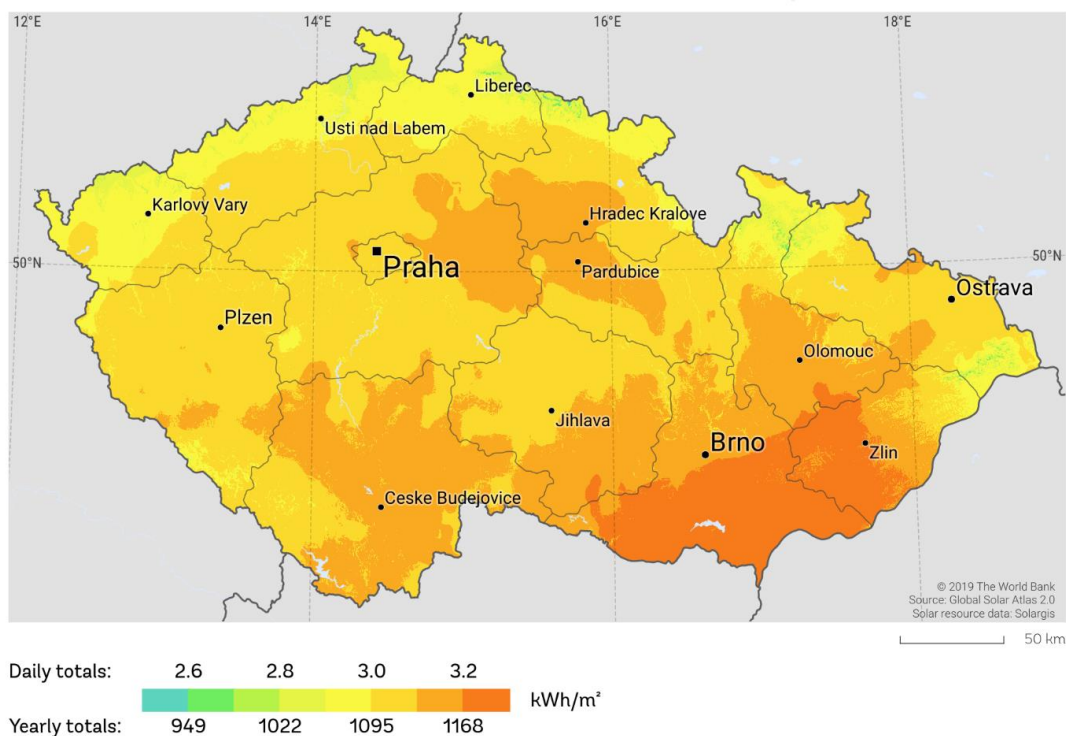 12°E 14°E 16°E 18°E
Liberec
Usti nad Labem
Karlovy Vary
Hradec Kralove
50°N Praha Pardubice 50°N
Ostrava
Plzen
Olomouc
Jihlava
Brno
Zlin
Ceske Budejovice
© 2019 The World Bank
Source: Global Solar Atlas 2.0
Solar resource data: Solargis
50 km
Daily totals: 2.6 2.8 3.0 3.2
kWh/m²
Yearly totals: 949 1022 1095 1168